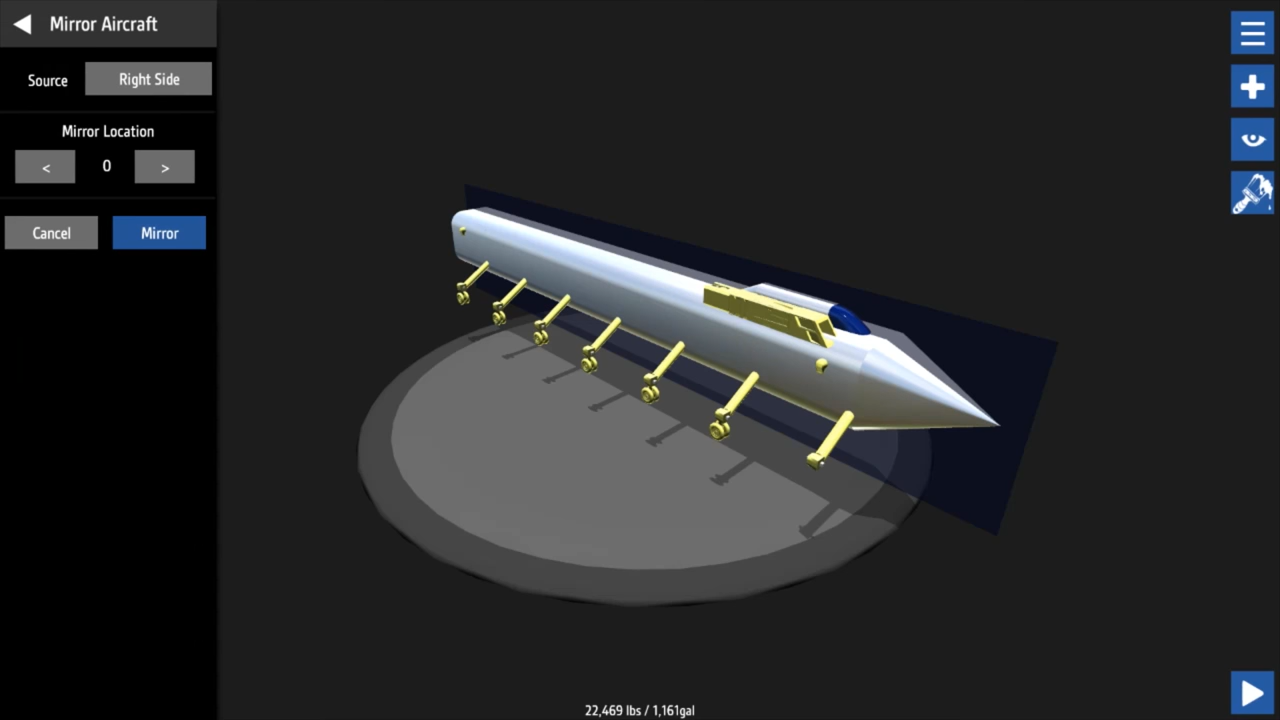 Mirror Aircraft
Source Right Side
Mirror Location
< 0 >
Cancel Mirror
22,469 lbs / 1,161gal